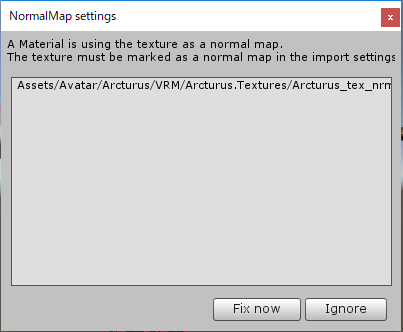 NormalMap settings
x
A Material is using the texture as a normal map.
The texture must be marked as a normal map in the import settings
Assets/Avatar/Arcturus/VRM/Arcturus.Textures/Arcturus_tex_nrm
Fix now
Ignore